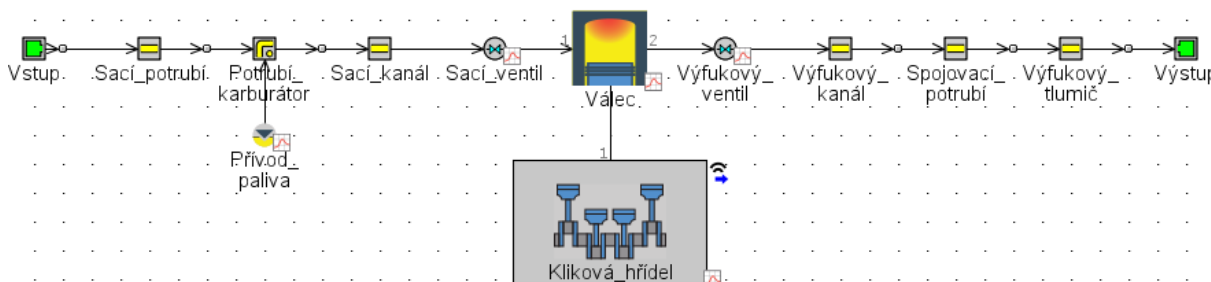 1
2
Vstup
Sací_potrubí
Potrubí_
karburátor
Sací_kanál
Sací_ventil
Válec
Výfukový_
ventil
Výfukový_
kanál
Spojovací_
potrubí
Výfukový_
tlumič
Výstup
Přívod_
paliva
1
Kliková_hřídel